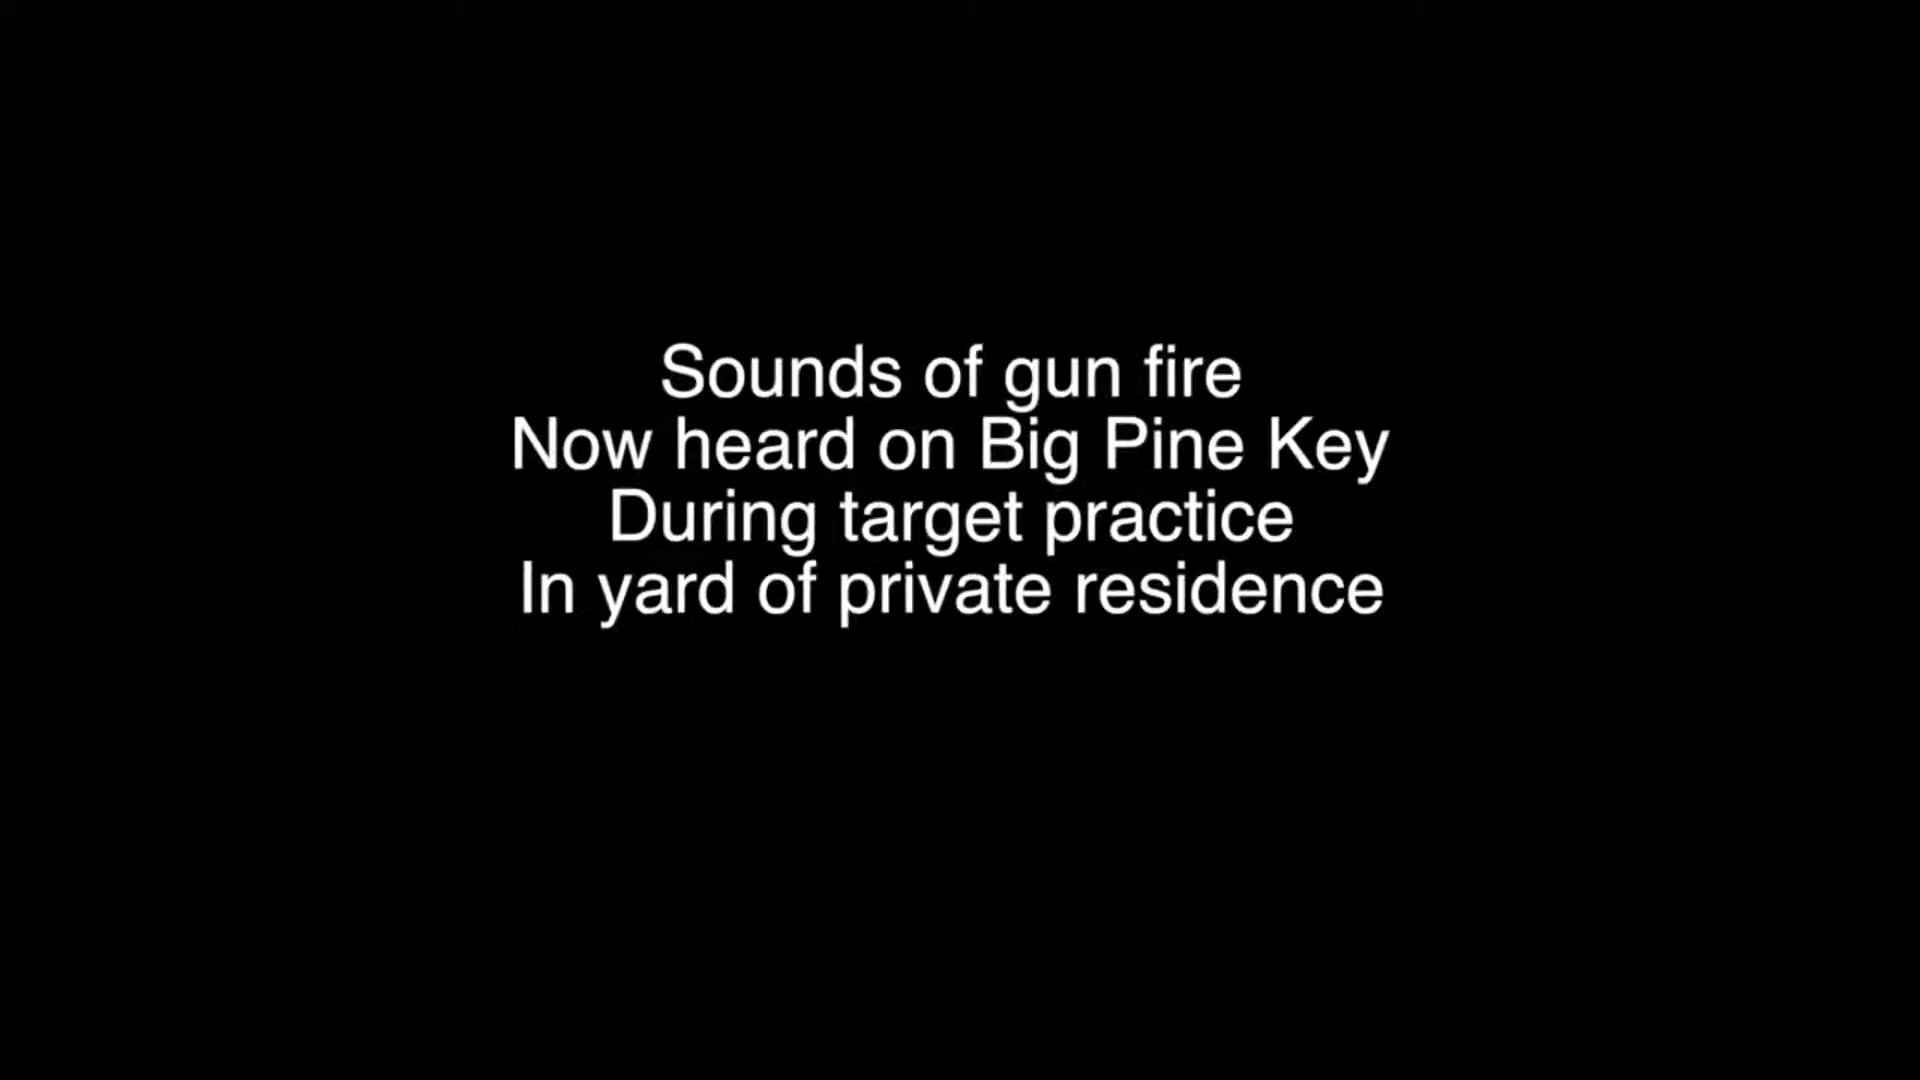 Sounds of gun fire
Now heard on Big Pine Key
During target practice
In yard of private residence